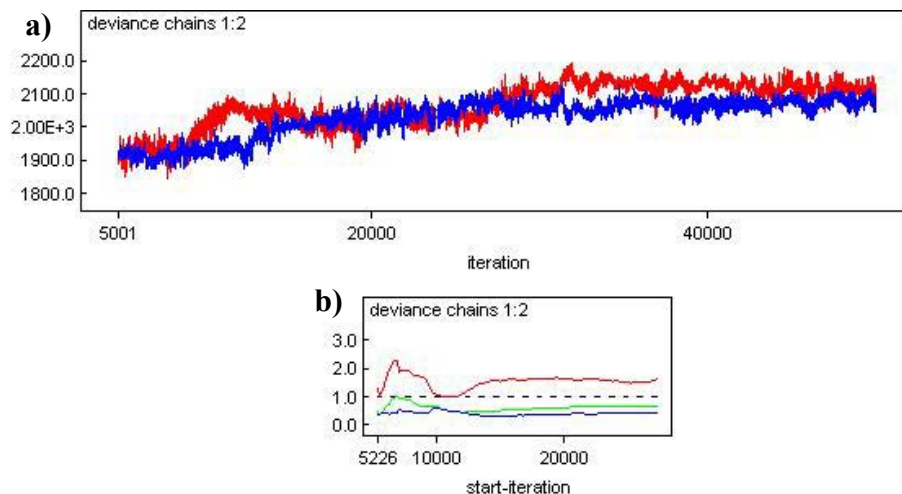 a)
deviance chains 1:2
2200.0
2100.0
2.00E+3
1900.0
1800.0
5001 20000 40000
iteration
b)
deviance chains 1:2
3.0
2.0
1.0
0.0
5226 10000 20000
start-iteration